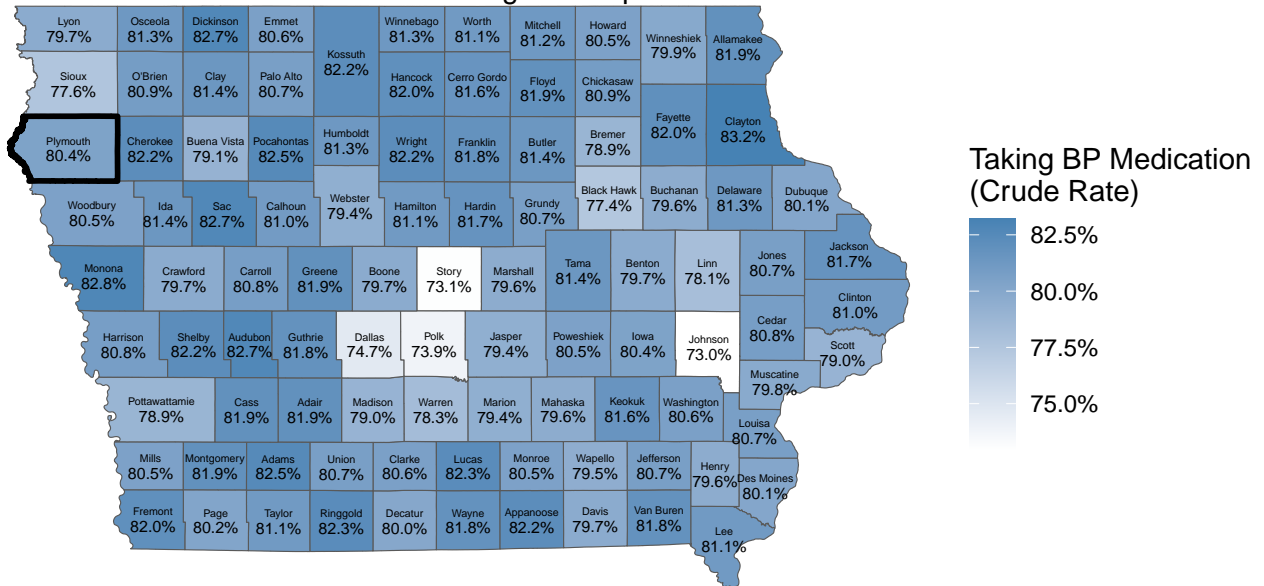 Lyon Osceola Dickinson Emmet Winnebago Worth Mitchell Howard Winneshiek Allamakee
79.7% 81.3% 82.7% 80.6% 81.3% 81.1% 81.2% 80.5% 79.9% 81.9%
Kossuth
82.2%
Sioux O'Brien Clay Palo Alto Hancock Cerro Gordo Floyd Chickasaw
77.6% 80.9% 81.4% 80.7% 82.0% 81.6% 81.9% 80.9%
Plymouth Cherokee Buena Vista Pocahontas Humboldt Wright Franklin Butler Bremer Fayette Clayton
80.4% 82.2% 79.1% 82.5% 81.3% 82.2% 81.8% 81.4% 78.9% 82.0% 83.2%
Woodbury Ida Sac Calhoun Webster Hamilton Hardin Grundy Black Hawk Buchanan Delaware Dubuque
80.5% 81.4% 82.7% 81.0% 79.4% 81.1% 81.7% 80.7% 77.4% 79.6% 81.3% 80.1%
Monona Crawford Carroll Greene Boone Story Marshall Tama Benton Linn Jones Jackson
82.8% 79.7% 80.8% 81.9% 79.7% 73.1% 79.6% 81.4% 79.7% 78.1% 80.7% 81.7%
Clinton
81.0%
Harrison Shelby Audubon Guthrie Dallas Polk Jasper Poweshiek Iowa Johnson Cedar Scott
80.8% 82.2% 82.7% 81.8% 74.7% 73.9% 79.4% 80.5% 80.4% 73.0% 80.8% 79.0%
Muscatine
79.8%
Pottawattamie Cass Adair Madison Warren Marion Mahaska Keokuk Washington Louisa
78.9% 81.9% 81.9% 79.0% 78.3% 79.4% 79.6% 81.6% 80.6% 80.7%
Mills Montgomery Adams Union Clarke Lucas Monroe Wapello Jefferson Henry Des Moines
80.5% 81.9% 82.5% 80.7% 80.6% 82.3% 80.5% 79.5% 80.7% 79.6% 80.1%
Fremont Page Taylor Ringgold Decatur Wayne Appanoose Davis Van Buren Lee
82.0% 80.2% 81.1% 82.3% 80.0% 81.8% 82.2% 79.7% 81.8% 81.1%
Taking BP Medication
(Crude Rate)
82.5%
80.0%
77.5%
75.0%